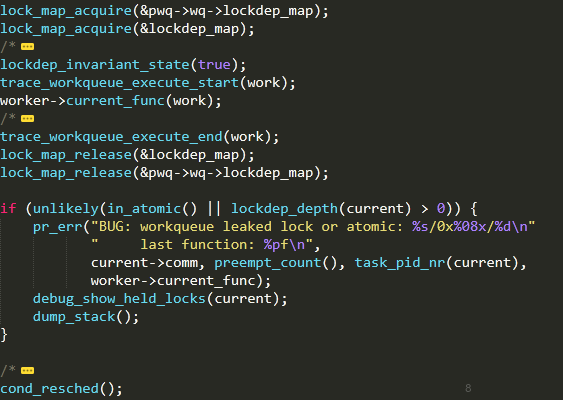 lock_map_acquire(&pwq->wq->lockdep_map);
lock_map_acquire(&lockdep_map);
/*
lockdep_invariant_state(true);
trace_workqueue_execute_start(work);
worker->current_func(work);
/*
trace_workqueue_execute_end(work);
lock_map_release(&lockdep_map);
lock_map_release(&pwq->wq->lockdep_map);
if (unlikely(in_atomic() || lockdep_depth(current) > 0)) {
pr_err("BUG: workqueue leaked lock or atomic: %s/0x%08x/%d\n"
"     last function: %pf\n",
current->comm, preempt_count(), task_pid_nr(current),
worker->current_func);
debug_show_held_locks(current);
dump_stack();
}
/*
cond_resched();
8